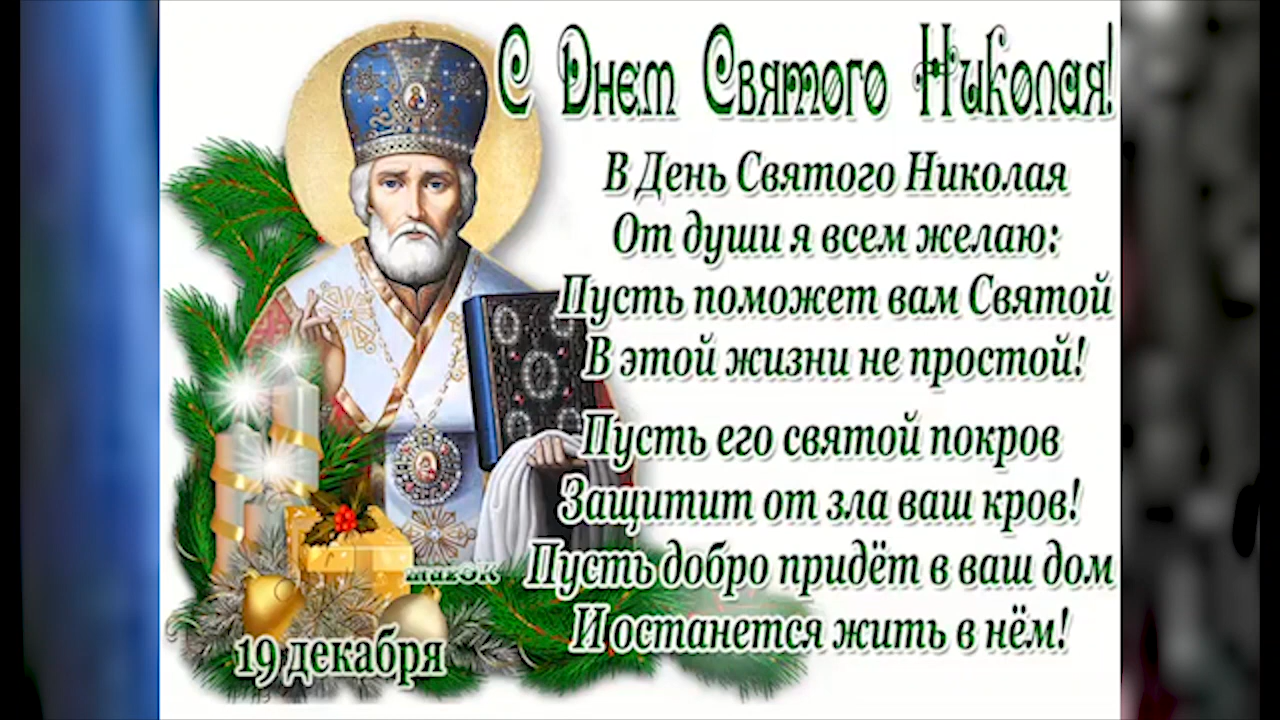 С Днем Святого Николая!
В День Святого Николая
От души я всем желаю:
Пусть поможет вам Святой
В этой жизни не простой!
Пусть его святой покров
Защитит от зла ваш кров!
Пусть добро придёт в ваш дом
И останется жить в нём!
19 декабря